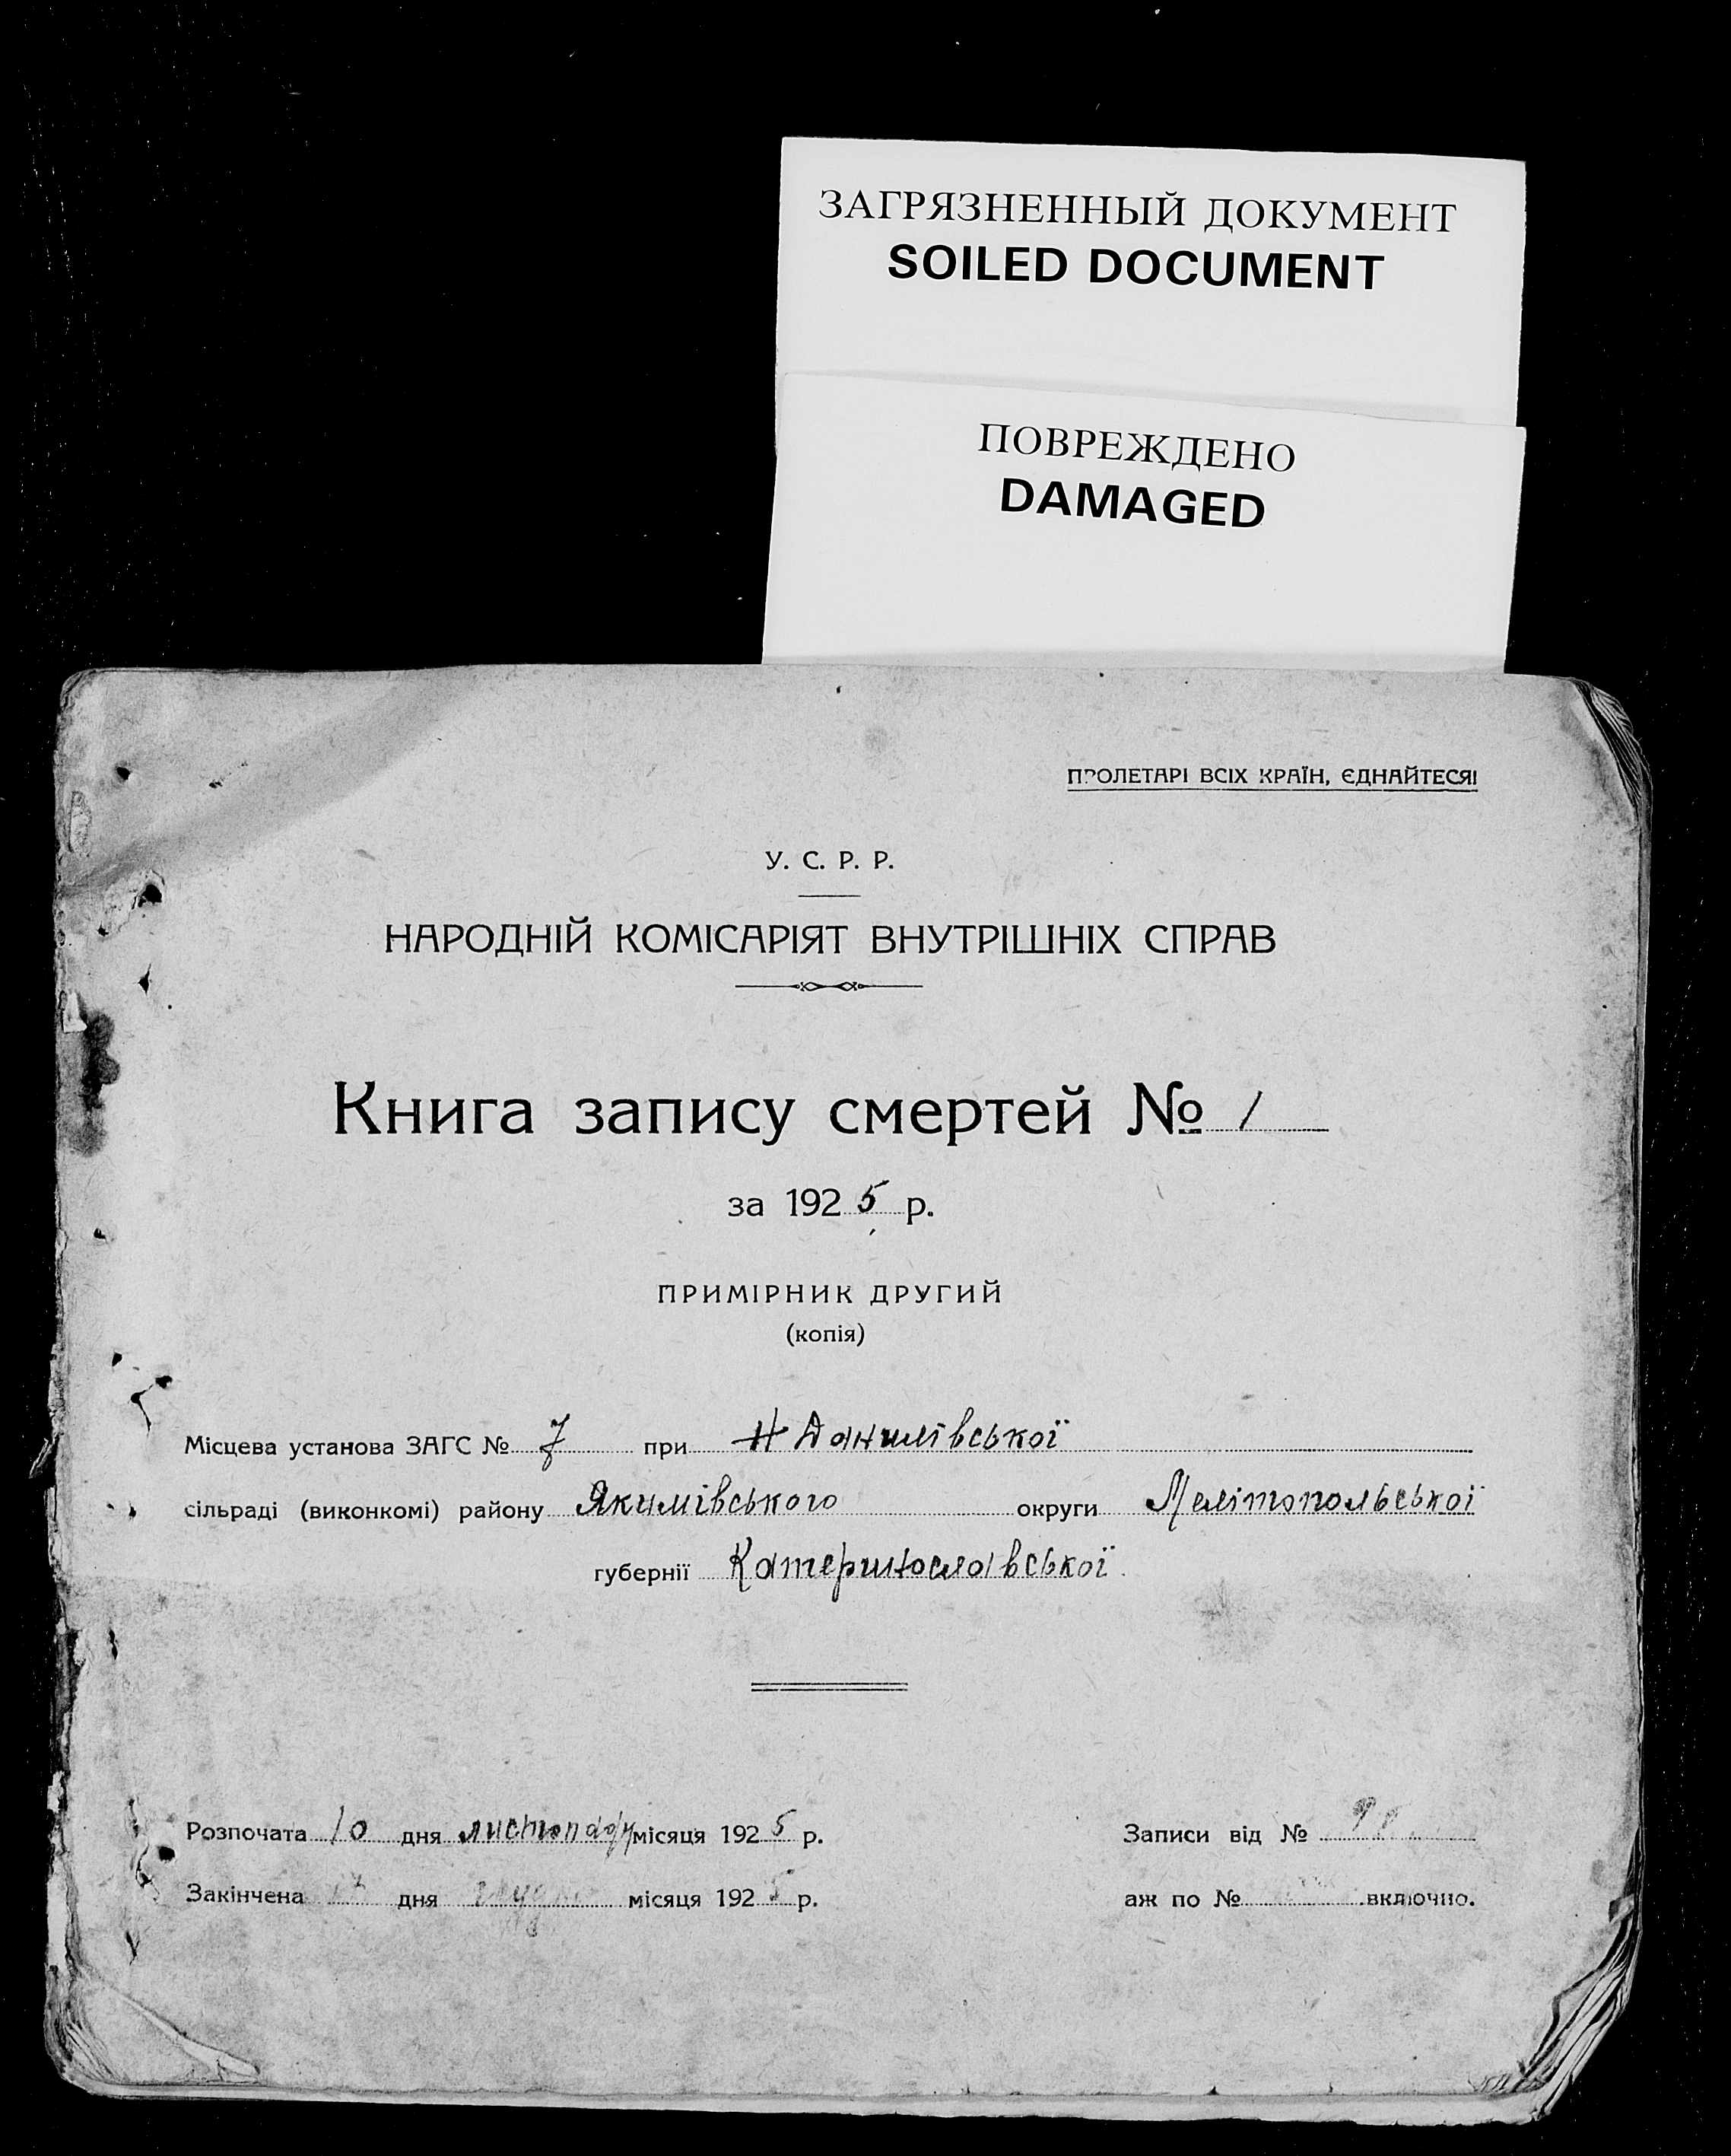 ЗАГРЯЗНЕННЫЙ ДОКУМЕНТ
SOILED DOCUMENT
ПОВРЕЖДЕНО
DAMAGED
ПРОЛЕТАРІ ВСІХ КРАЇН, ЄДНАЙТЕСЯ!
У. С. Р. Р.
НАРОДНІЙ КОМІСАРІЯТ ВНУТРІШНІХ СПРАВ
Книга запису смертей № 1
за 1925 р.
ПРИМІРНИК ДРУГИЙ
(копія)
Місцева установа ЗАГС № 7 при Н Данилівської
сільраді (виконкомі) району Якимівського округи Мелітопольської
губернії Катеринославської.
Розпочата 10 дня листопаду місяця 1925 р. Записи від №
Закінчена дня місяця 1925 р. аж по № включно.